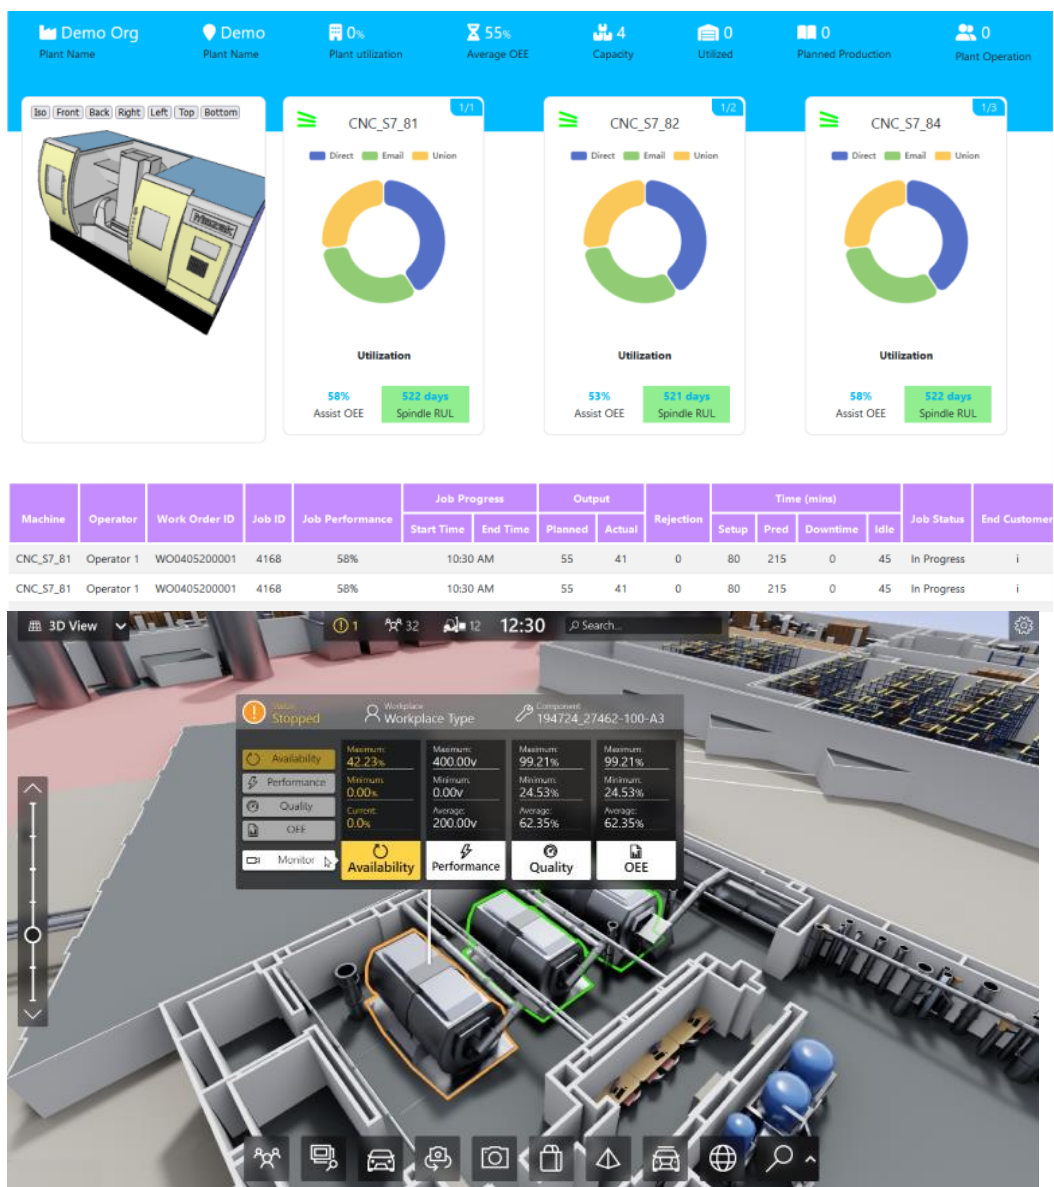 Demo Org
Plant Name
Demo
Plant Name
0%
Plant utilization
55%
Average OEE
4
Capacity
0
Utilized
0
Planned Production
0
Plant Operation
Iso Front Back Right Left Top Bottom
Mazak
1/1
CNC_S7_81
Direct Email Union
Utilization
58%
Assist OEE
522 days
Spindle RUL
1/2
CNC_S7_82
Direct Email Union
Utilization
53%
Assist OEE
521 days
Spindle RUL
1/3
CNC_S7_84
Direct Email Union
Utilization
58%
Assist OEE
522 days
Spindle RUL
Machine Operator Work Order ID Job ID Job Performance Job Progress Output Rejection Time (mins) Job Status End Customer
Start Time End Time Planned Actual Setup Pred Downtime Idle
CNC_S7_81 Operator 1 WO0405200001 4168 58% 10:30 AM 55 41 0 80 215 0 45 In Progress i
CNC_S7_81 Operator 1 WO0405200001 4168 58% 10:30 AM 55 41 0 80 215 0 45 In Progress i
3D View
1 32 12 12:30 Search...
Status
Stopped
Workplace
Workplace Type
Component
194724_27462-100-A3
Availability
Performance
Quality
OEE
Monitor
Maximum:
42.23%
Minimum:
0.00%
Current:
0.0%
Availability
Maximum:
400.00v
Minimum:
0.00v
Average:
200.00v
Performance
Maximum:
99.21%
Minimum:
24.53%
Average:
62.35%
Quality
Maximum:
99.21%
Minimum:
24.53%
Average:
62.35%
OEE